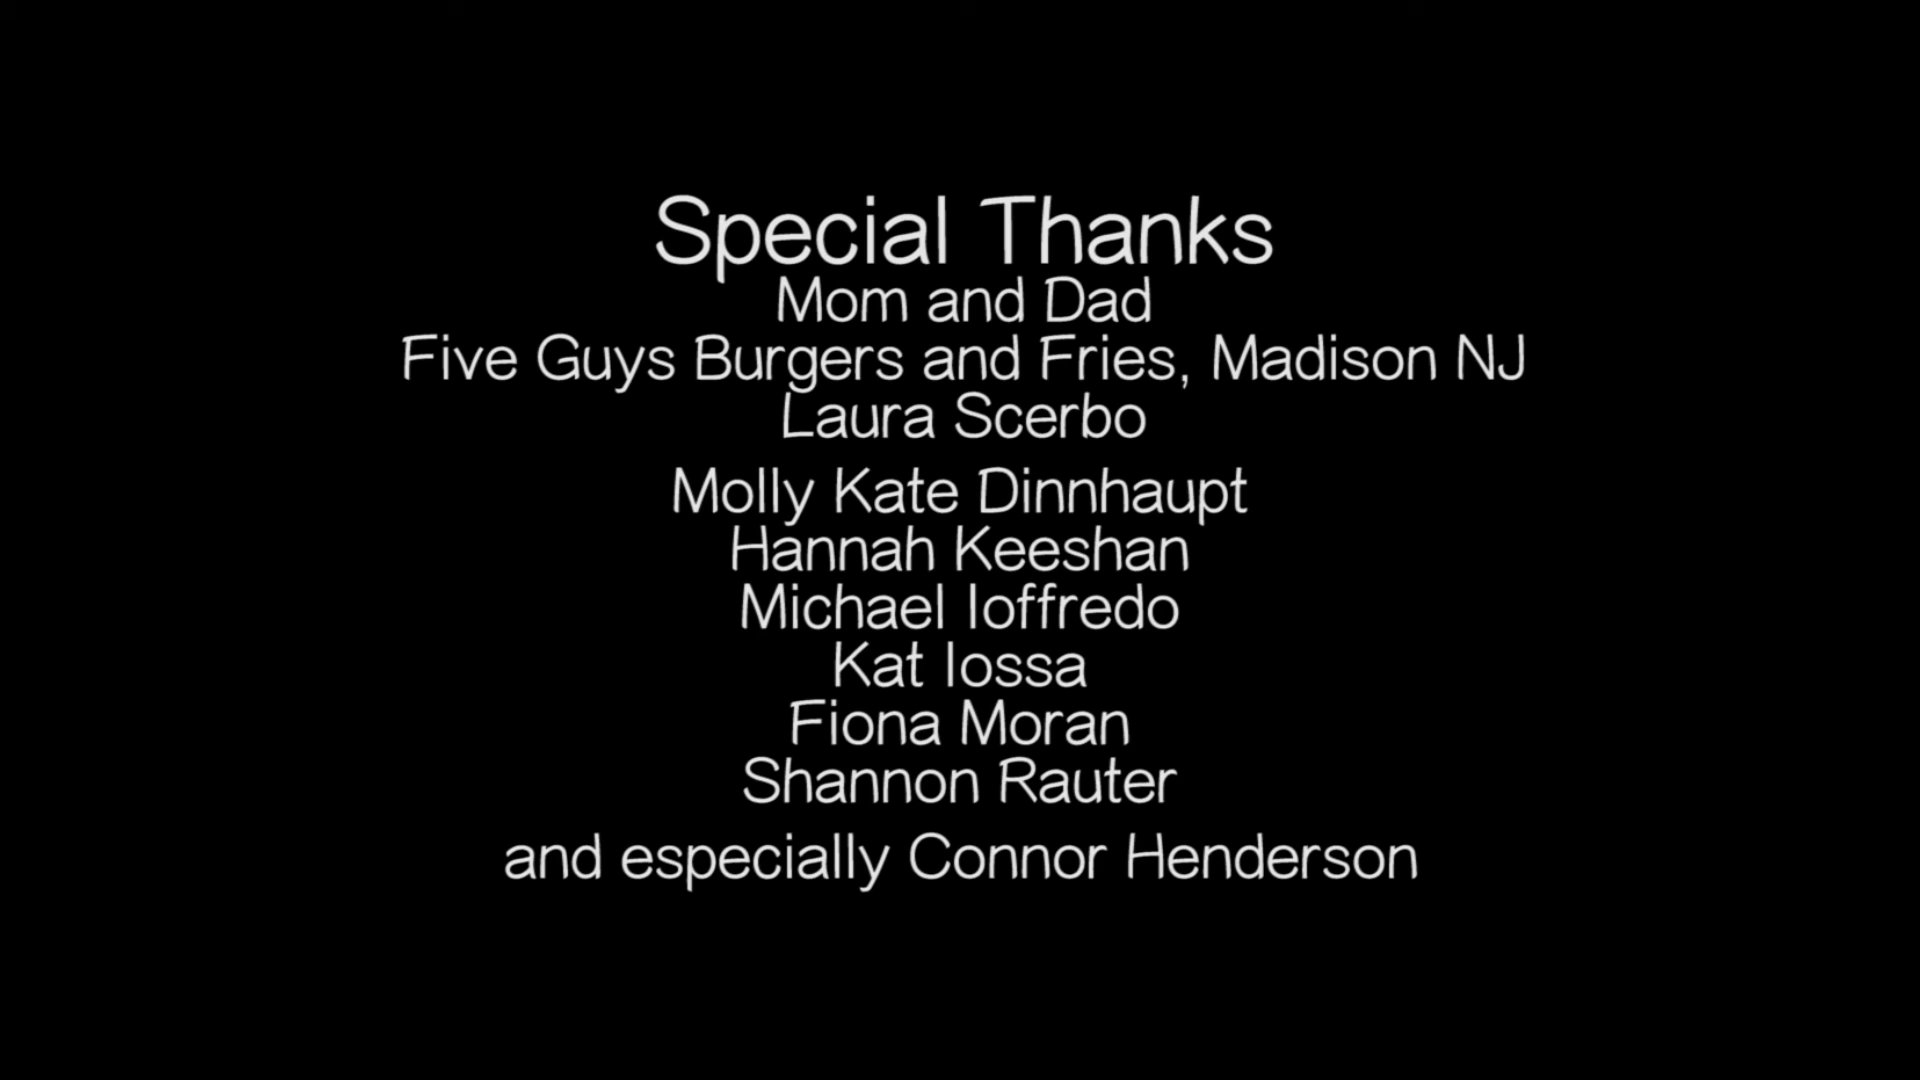 Special Thanks
Mom and Dad
Five Guys Burgers and Fries, Madison NJ
Laura Scerbo
Molly Kate Dinnhaupt
Hannah Keeshan
Michael Ioffredo
Kat Iossa
Fiona Moran
Shannon Rauter
and especially Connor Henderson